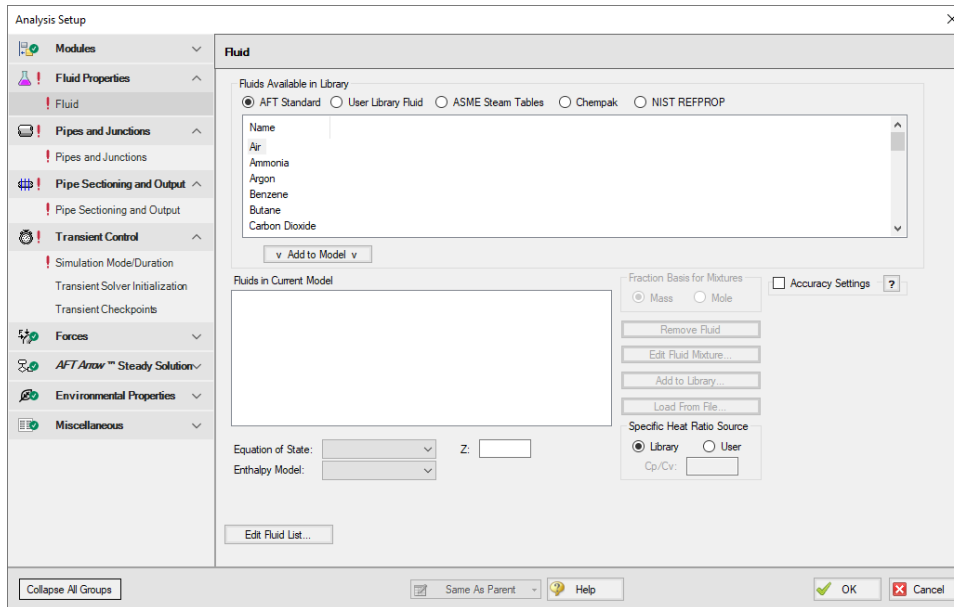 Analysis Setup
Modules
Fluid Properties
Fluid
Pipes and Junctions
Pipes and Junctions
Pipe Sectioning and Output
Pipe Sectioning and Output
Transient Control
Simulation Mode/Duration
Transient Solver Initialization
Transient Checkpoints
Forces
AFT Arrow ™ Steady Solution
Environmental Properties
Miscellaneous
Collapse All Groups
Fluid
Fluids Available in Library
AFT Standard User Library Fluid ASME Steam Tables Chempak NIST REFPROP
Name
Air
Ammonia
Argon
Benzene
Butane
Carbon Dioxide
v Add to Model v
Fluids in Current Model
Fraction Basis for Mixtures
Mass Mole
Accuracy Settings ?
Remove Fluid
Edit Fluid Mixture...
Add to Library...
Load From File...
Specific Heat Ratio Source
Library User
Cp/Cv:
Equation of State: Z:
Enthalpy Model:
Edit Fluid List...
Same As Parent Help OK Cancel